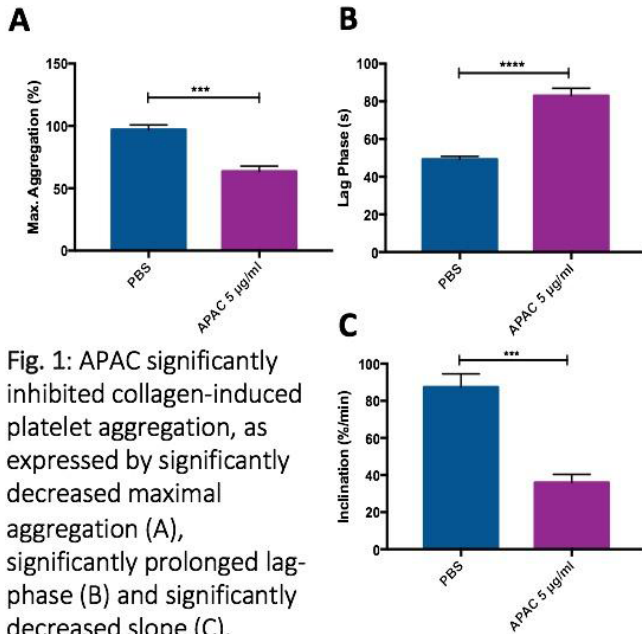 A
Max. Aggregation (%)
150
100
50
0
***
PBS
APAC 5 µg/ml
B
Lag Phase (s)
100
80
60
40
20
0
****
PBS
APAC 5 µg/ml
C
Inclination (%/min)
100
80
60
40
20
0
***
PBS
APAC 5 µg/ml
Fig. 1: APAC significantly
inhibited collagen-induced
platelet aggregation, as
expressed by significantly
decreased maximal
aggregation (A),
significantly prolonged lag-
phase (B) and significantly
decreased slope (C).